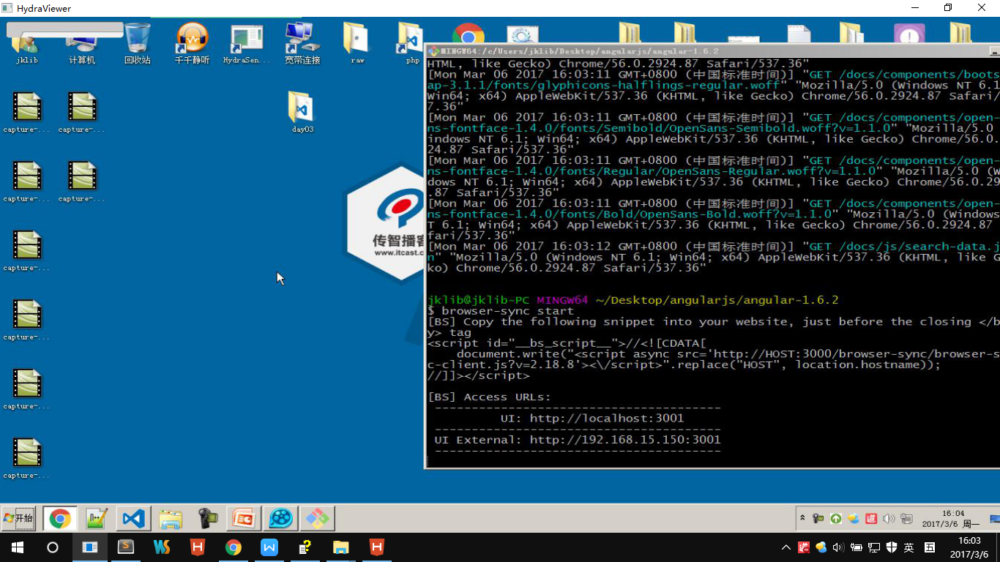 HydraViewer
jklib
计算机
回收站
千千静听
HydraSen...
宽带连接
raw
php
capture-...
capture-...
day03
capture-...
capture-...
capture-...
capture-...
capture-...
capture-...
传智播客
www.itcast.c
MINGW64:/c/Users/jklib/Desktop/angularjs/angular-1.6.2
HTML, like Gecko) Chrome/56.0.2924.87 Safari/537.36"
[Mon Mar 06 2017 16:03:11 GMT+0800 (中国标准时间)] "GET /docs/components/boots
ap-3.1.1/fonts/glyphicons-halflings-regular.woff" "Mozilla/5.0 (Windows NT 6.1
Win64; x64) AppleWebKit/537.36 (KHTML, like Gecko) Chrome/56.0.2924.87 Safari/
7.36"
[Mon Mar 06 2017 16:03:11 GMT+0800 (中国标准时间)] "GET /docs/components/open-
ns-fontface-1.4.0/fonts/Semibold/OpenSans-Semibold.woff?v=1.1.0" "Mozilla/5.0
indows NT 6.1; Win64; x64) AppleWebKit/537.36 (KHTML, like Gecko) Chrome/56.0.
24.87 Safari/537.36"
[Mon Mar 06 2017 16:03:11 GMT+0800 (中国标准时间)] "GET /docs/components/open-
ns-fontface-1.4.0/fonts/Regular/OpenSans-Regular.woff?v=1.1.0" "Mozilla/5.0 (W
dows NT 6.1; Win64; x64) AppleWebKit/537.36 (KHTML, like Gecko) Chrome/56.0.29
.87 Safari/537.36"
[Mon Mar 06 2017 16:03:11 GMT+0800 (中国标准时间)] "GET /docs/components/open-
ns-fontface-1.4.0/fonts/Bold/OpenSans-Bold.woff?v=1.1.0" "Mozilla/5.0 (Windows
T 6.1; Win64; x64) AppleWebKit/537.36 (KHTML, like Gecko) Chrome/56.0.2924.87
fari/537.36"
[Mon Mar 06 2017 16:03:12 GMT+0800 (中国标准时间)] "GET /docs/js/search-data.j
n" "Mozilla/5.0 (Windows NT 6.1; Win64; x64) AppleWebKit/537.36 (KHTML, like G
ko) Chrome/56.0.2924.87 Safari/537.36"
jklib@jklib-PC MINGW64 ~/Desktop/angularjs/angular-1.6.2
$ browser-sync start
[BS] Copy the following snippet into your website, just before the closing </b
y> tag
<script id="__bs_script__">//<![CDATA[
document.write("<script async src='http://HOST:3000/browser-sync/browser-s
c-client.js?v=2.18.8'><\/script>".replace("HOST", location.hostname));
//]]></script>
[BS] Access URLs:
---------------------------------------
UI: http://localhost:3001
---------------------------------------
UI External: http://192.168.15.150:3001
---------------------------------------
开始
16:04
2017/3/6 周一
英
16:03
2017/3/6